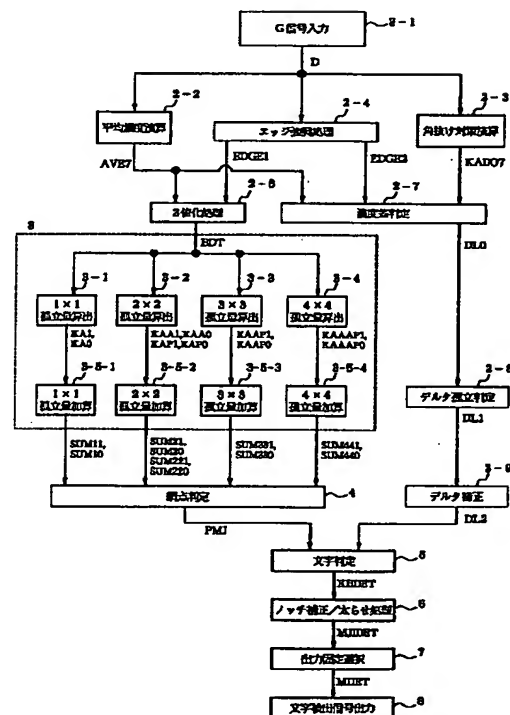 2-1
G信号入力
D
2-2
2-4
2-3
平均濃度演算
エッジ強調処理
角抜け対策演算
AVE7
EDGE1
EDGE2
KADO7
2-7
2値化処理
濃度差判定
3
BDT
DL0
3-1
3-2
3-3
3-4
1×1
孤立量算出
2×2
孤立量算出
3×3
孤立量算出
4×4
孤立量算出
KA1,
KA0
KAA1,KAA0
KAP1,KAP0
KAAP1,
KAAP0
KAAAP1,
KAAAP0
3-5-1
3-5-2
3-5-3
3-5-4
1×1
孤立量加算
2×2
孤立量加算
3×3
孤立量加算
4×4
孤立量加算
2-8
デルタ孤立判定
DL1
SUM11,
SUM10
SUM221,
SUM220
SUM331,
SUM330
SUM441,
SUM440
2-9
網点判定
4
デルタ補正
PMJ
DL2
文字判定
5
ノッチ補正/太らせ処理
6
MJIDET
出力固定選択
7
MJDET
文字検出信号出力
8